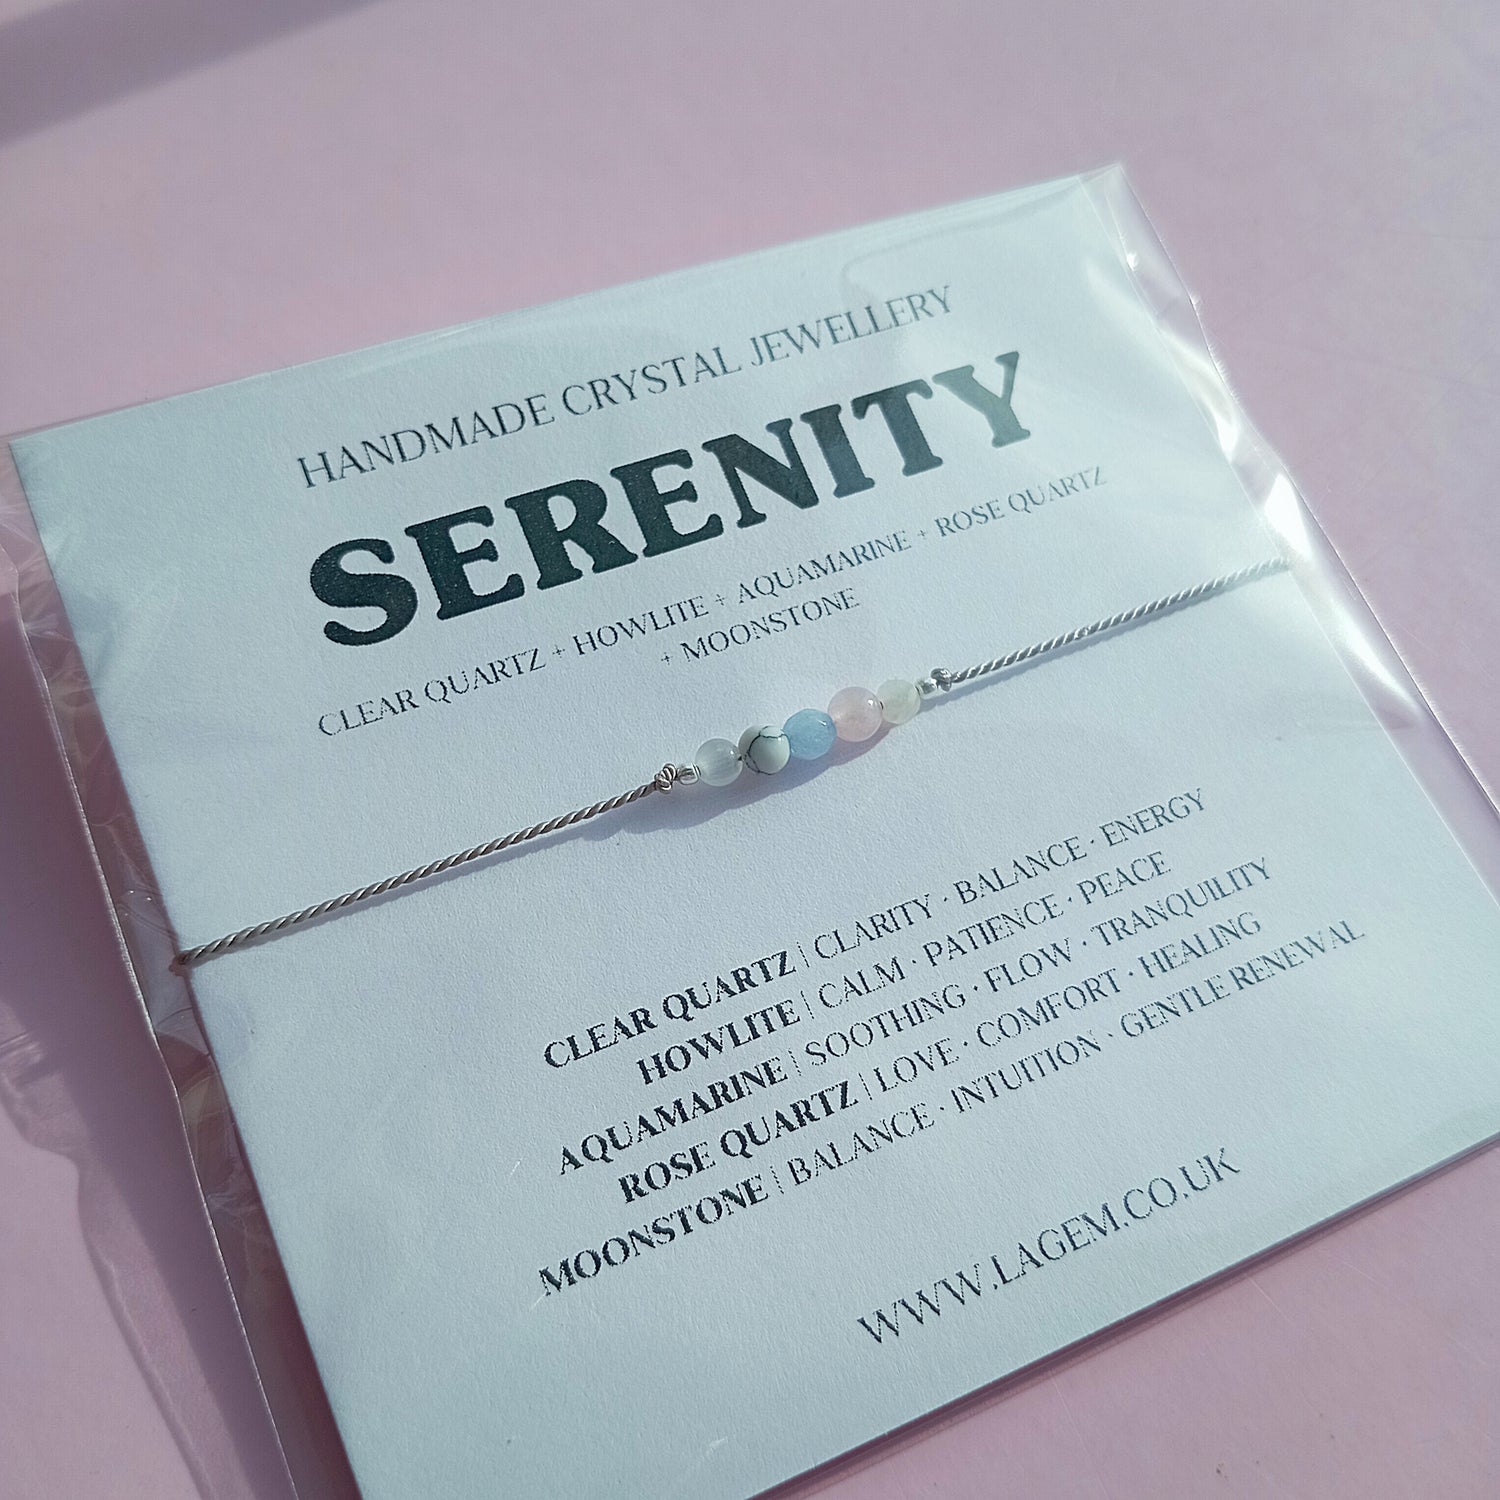 HANDMADE CRYSTAL JEWELLERY
SERENITY
CLEAR QUARTZ + HOWLITE + AQUAMARINE + ROSE QUARTZ
+ MOONSTONE
CLEAR QUARTZ | CLARITY · BALANCE · ENERGY
HOWLITE | CALM · PATIENCE · PEACE
AQUAMARINE | SOOTHING · FLOW · TRANQUILITY
ROSE QUARTZ | LOVE · COMFORT · HEALING
MOONSTONE | BALANCE · INTUITION · GENTLE RENEWAL
WWW.LAGEM.CO.UK